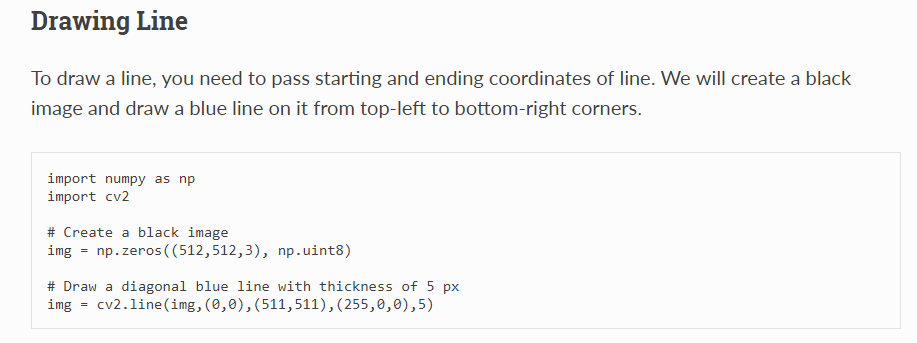 Drawing Line
To draw a line, you need to pass starting and ending coordinates of line. We will create a black
image and draw a blue line on it from top-left to bottom-right corners.
import numpy as np
import cv2
# Create a black image
img = np.zeros((512,512,3), np.uint8)
# Draw a diagonal blue line with thickness of 5 px
img = cv2.line(img,(0,0),(511,511),(255,0,0),5)